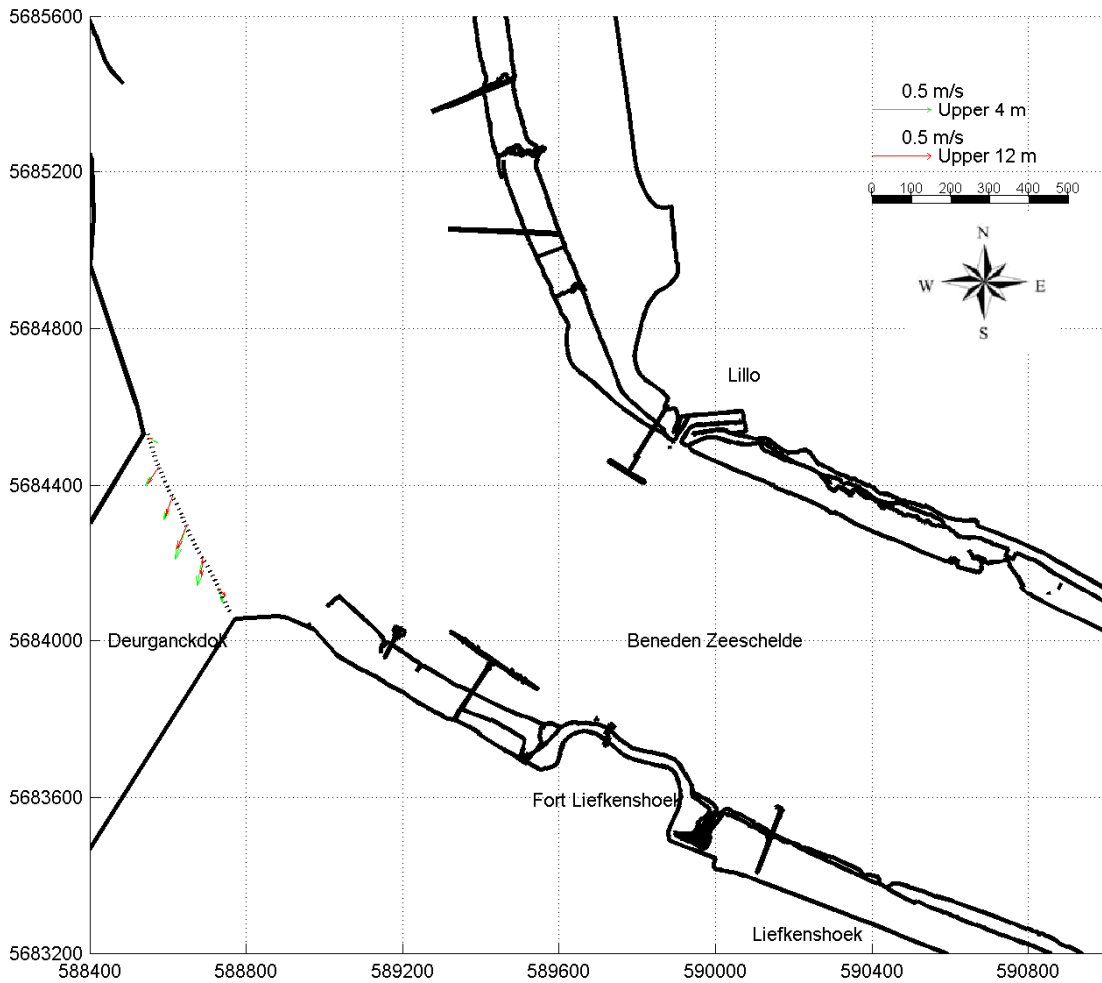 5685600
5685200
5684800
5684400
5684000
5683600
5683200
588400 588800 589200 589600 590000 590400 590800
0.5 m/s
Upper 4 m
0.5 m/s
Upper 12 m
0 100 200 300 400 500
N
W E
S
Lillo
Deurganckdok
Beneden Zeeschelde
Fort Liefkenshoek
Liefkenshoek